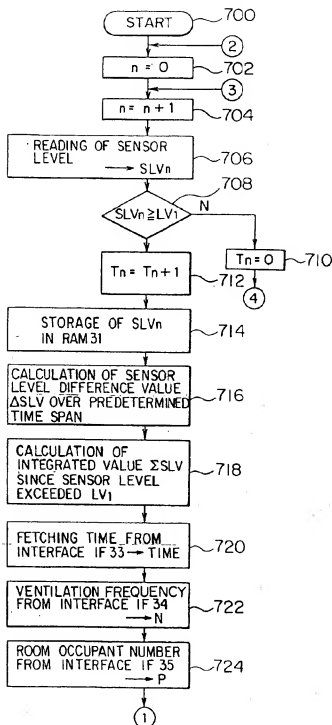 START
700
2
n = 0
702
3
n = n + 1
704
READING OF SENSOR
LEVEL
→ SLVn
706
708
SLVn ≧ LV1
N
Tn = 0
710
4
Tn = Tn + 1
712
STORAGE OF SLVn
IN RAM 31
714
CALCULATION OF SENSOR
LEVEL DIFFERENCE VALUE
ΔSLV OVER PREDETERMINED
TIME SPAN
716
CALCULATION OF
INTEGRATED VALUE ΣSLV
SINCE SENSOR LEVEL
EXCEEDED LV1
718
FETCHING TIME FROM
INTERFACE IF 33 → TIME
720
VENTILATION FREQUENCY
FROM INTERFACE IF 34
→ N
722
ROOM OCCUPANT NUMBER
FROM INTERFACE IF 35
→ P
724
1